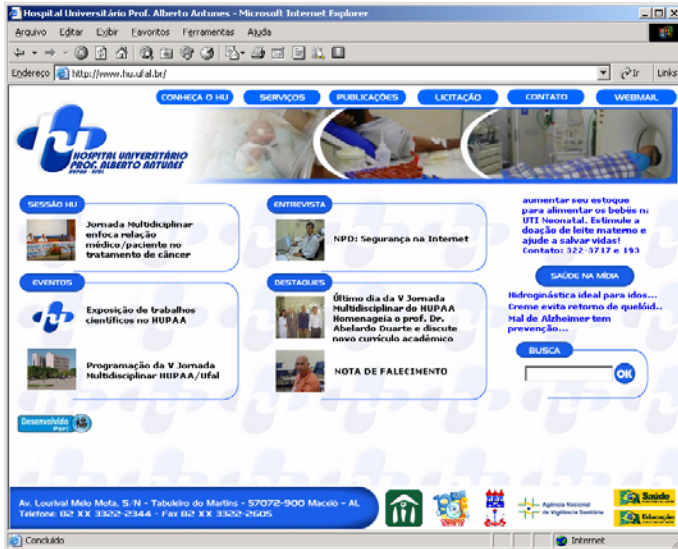 Hospital Universitário Prof. Alberto Antunes - Microsoft Internet Explorer
Arquivo Editar Exibir Favoritos Ferramentas Ajuda
Endereço http://www.hu.ufal.br/ Ir Links
CONHEÇA O HU SERVIÇOS PUBLICAÇÕES LICITAÇÃO CONTATO WEBMAIL
hu
HOSPITAL UNIVERSITÁRIO
PROF. ALBERTO ANTUNES
HUPAA - UFAL
SESSÃO HU
Jornada Multidiciplinar
enfoca relação
médico/paciente no
tratamento de câncer
ENTREVISTA
NPD: Segurança na Internet
aumentar seu estoque
para alimentar os bebêis na
UTI Neonatal. Estimule a
doação de leite materno e
ajude a salvar vidas!
Contato: 322-3717 e 193
EVENTOS
Exposição de trabalhos
científicos no HUPAA
Programação da V Jornada
Multidisciplinar HUPAA/Ufal
DESTAQUES
Último dia da V Jornada
Multidisciplinar do HUPAA
Homenageia o prof. Dr.
Abelardo Duarte e discute
novo currículo acadêmico
NOTA DE FALECIMENTO
SAÚDE NA MÍDIA
Hidroginástica ideal para idos...
Creme evita retorno de quelóid..
Mal de Alzheimer tem
prevenção...
BUSCA
OK
Desenvolvido
Por:
Av. Lourival Melo Mota, S/N - Tabuleiro do Martins - 57072-900 Maceió - AL
Telefone: 82 XX 3322-2344 - Fax 82 XX 3322-2605
Agência Nacional
de Vigilância Sanitária
Saúde
Educação
Concluído Internet